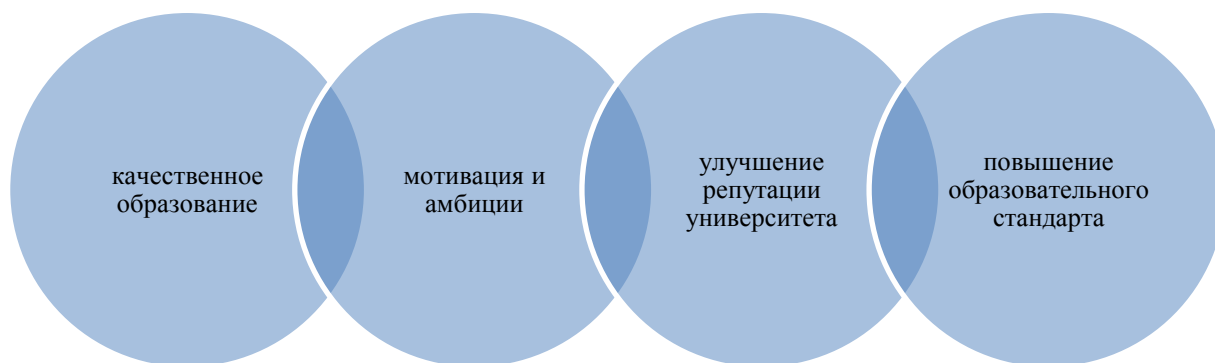 качественное
образование
мотивация и
амбиции
улучшение
репутации
университета
повышение
образовательного
стандарта